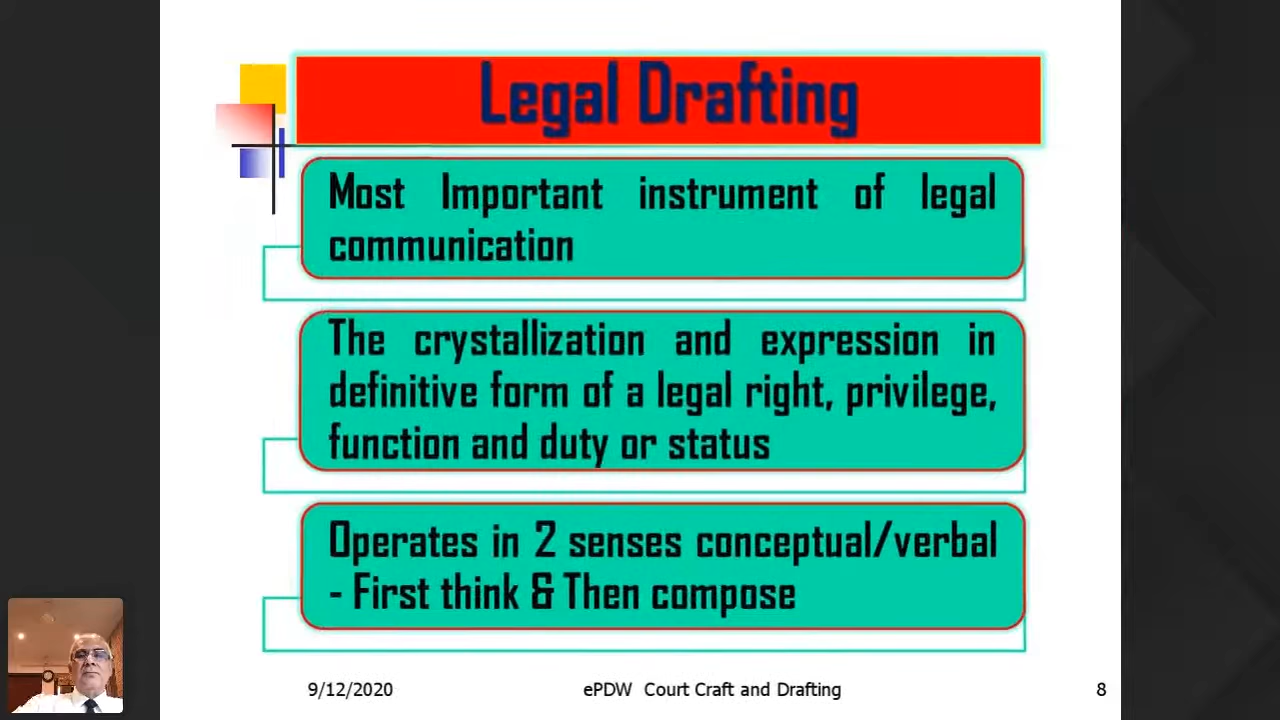 Legal Drafting
Most Important instrument of legal
communication
The crystallization and expression in
definitive form of a legal right, privilege,
function and duty or status
Operates in 2 senses conceptual/verbal
- First think & Then compose
9/12/2020 ePDW Court Craft and Drafting 8